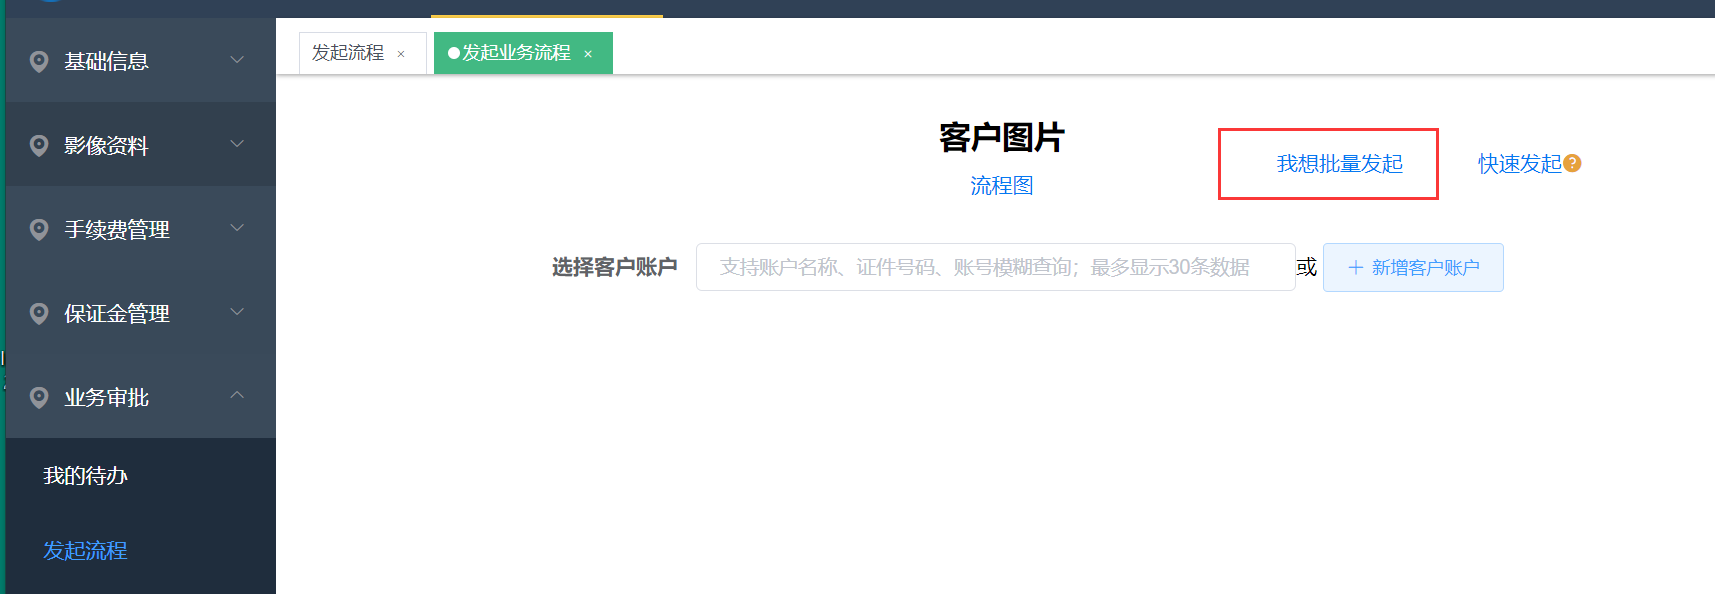 基础信息
影像资料
手续费管理
保证金管理
业务审批
我的待办
发起流程
发起流程 ×
发起业务流程 ×
客户图片
流程图
我想批量发起
快速发起?
选择客户账户 支持账户名称、证件号码、账号模糊查询；最多显示30条数据 或 + 新增客户账户